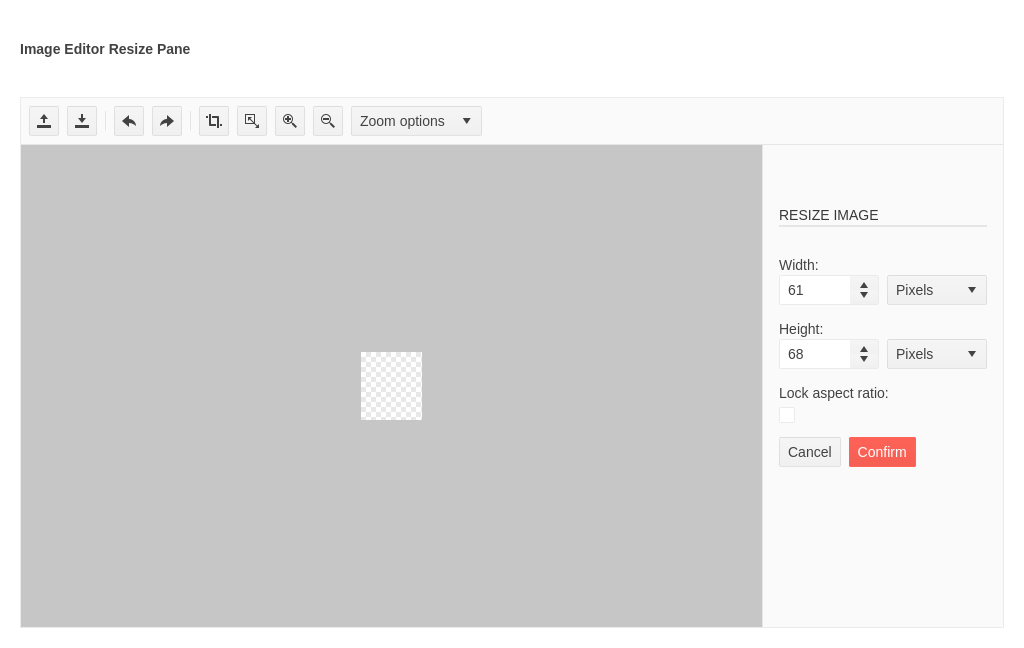 Image Editor Resize Pane
Zoom options
RESIZE IMAGE
Width:
61 Pixels
Height:
68 Pixels
Lock aspect ratio:
Cancel Confirm